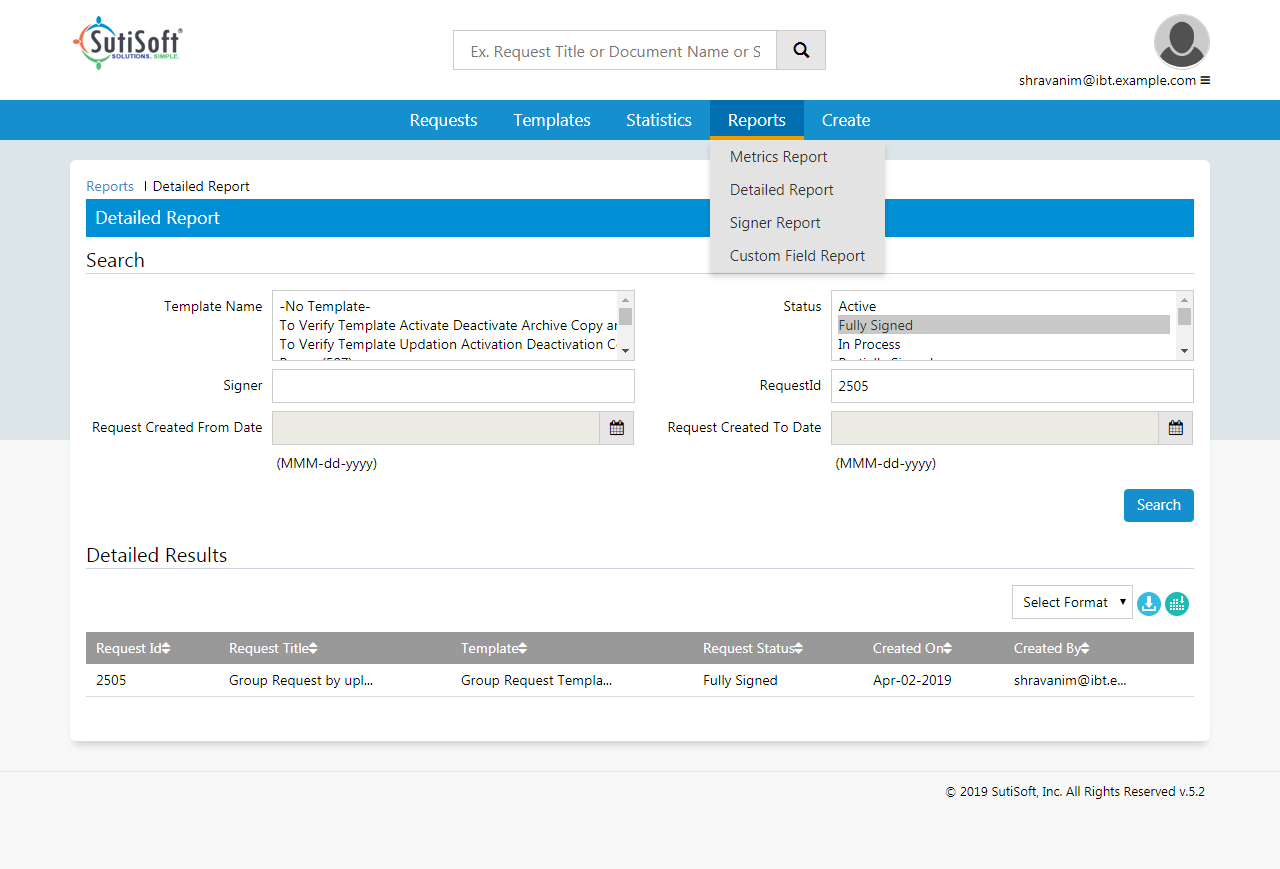 SutiSoft®
SOLUTIONS. SIMPLE.
Ex. Request Title or Document Name or S
shravanim@ibt.example.com
Requests Templates Statistics Reports Create
Metrics Report
Detailed Report
Signer Report
Custom Field Report
Reports | Detailed Report
Detailed Report
Search
Template Name
-No Template-
To Verify Template Activate Deactivate Archive Copy an
To Verify Template Updation Activation Deactivation C
Status
Active
Fully Signed
In Process
Partially Signed
Signer
RequestId 2505
Request Created From Date
Request Created To Date
(MMM-dd-yyyy)
(MMM-dd-yyyy)
Search
Detailed Results
Select Format
Request Id Request Title Template Request Status Created On Created By
2505 Group Request by upl... Group Request Templa... Fully Signed Apr-02-2019 shravanim@ibt.e...
© 2019 SutiSoft, Inc. All Rights Reserved v.5.2